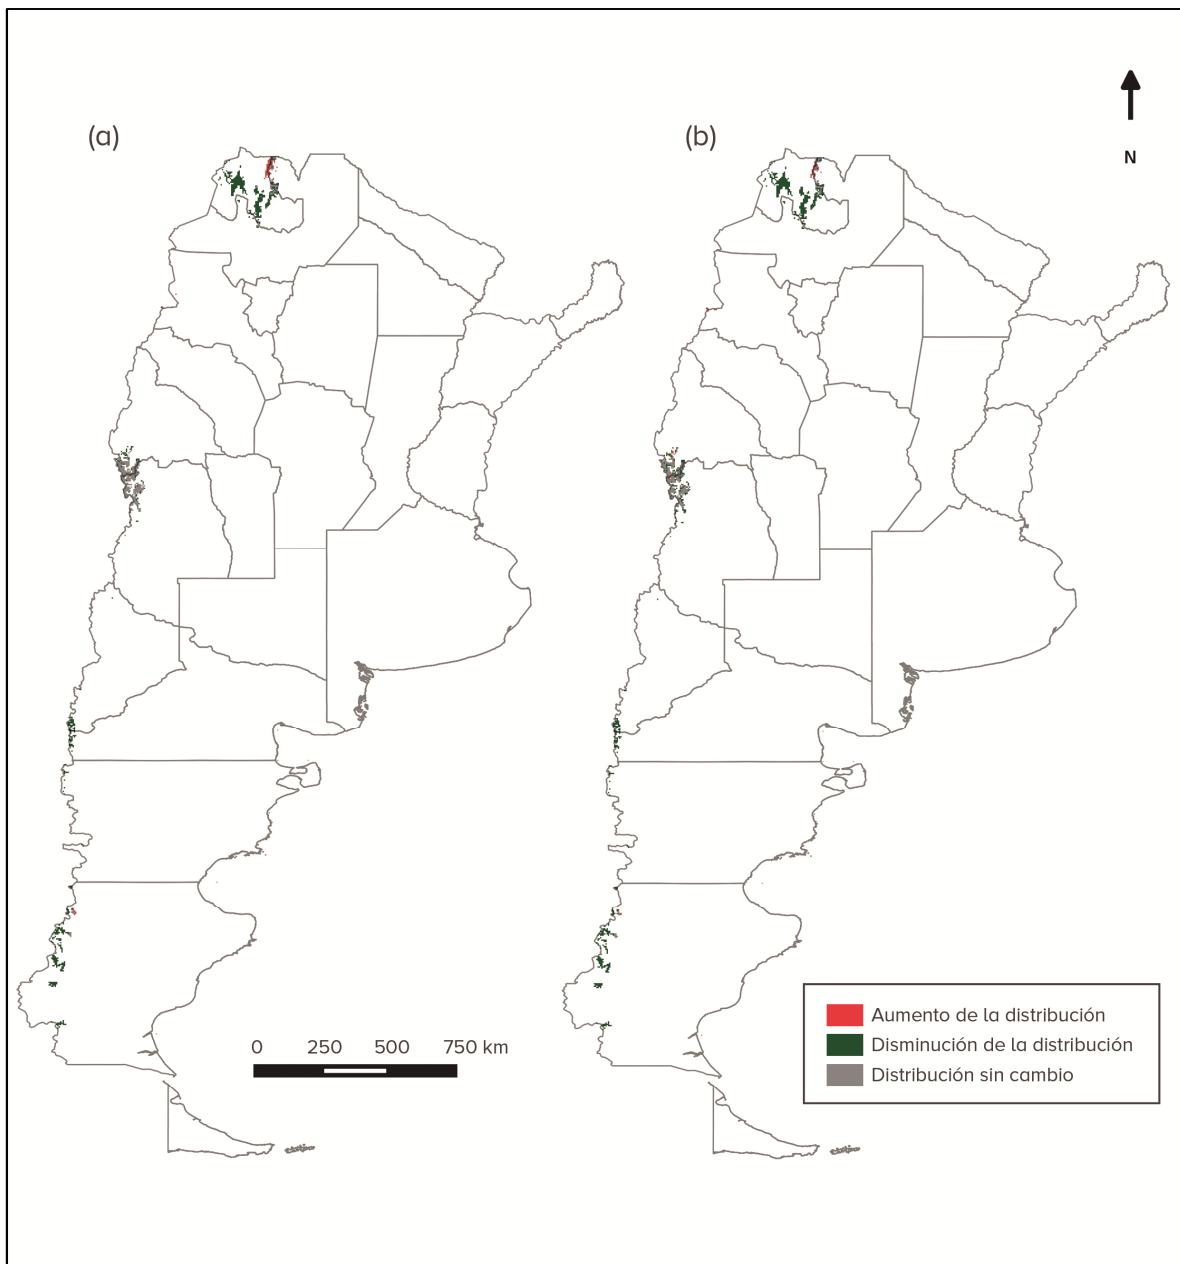 (a)
(b)
N
Aumento de la distribución
Disminución de la distribución
Distribución sin cambio
0 250 500 750 km